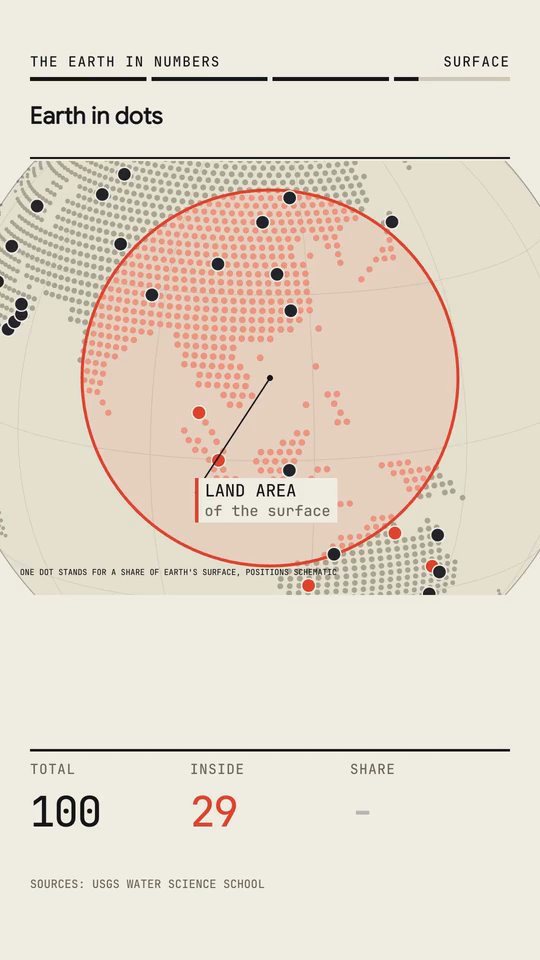 THE EARTH IN NUMBERS
SURFACE
Earth in dots
LAND AREA
of the surface
ONE DOT STANDS FOR A SHARE OF EARTH'S SURFACE, POSITIONS SCHEMATIC
TOTAL
INSIDE
SHARE
100
29
–
SOURCES: USGS WATER SCIENCE SCHOOL